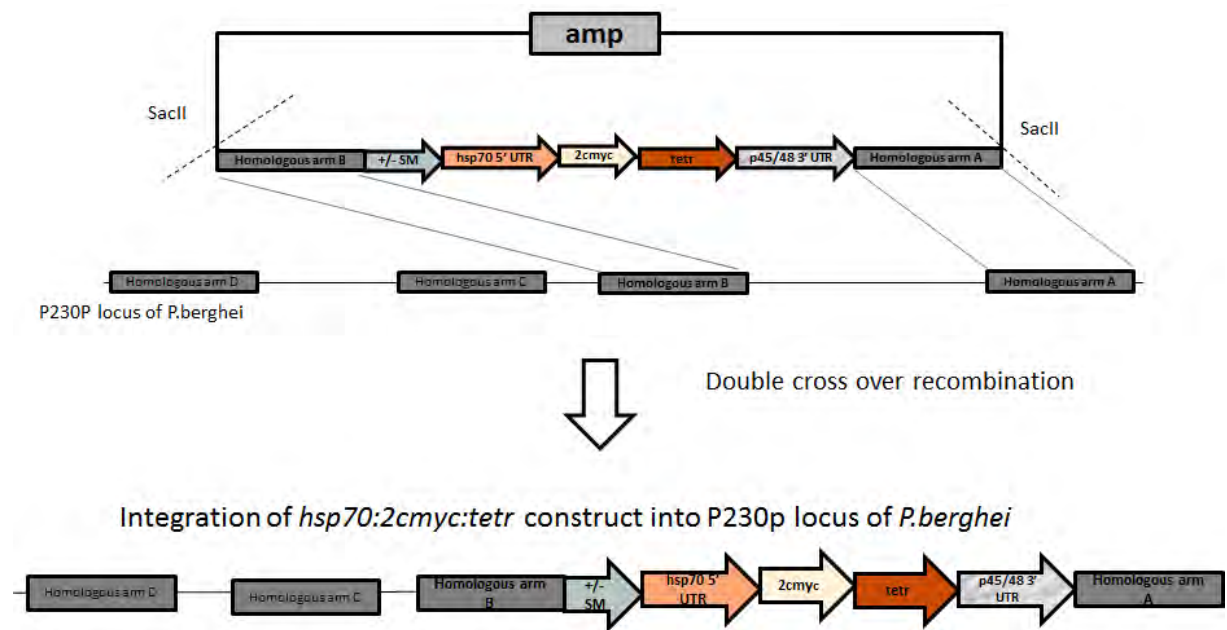 amp
SacII
SacII
Homologous arm B
+/- SM
hsp70 5' UTR
2cmyc
tetr
p45/48 3' UTR
Homologous arm A
Homologous arm D
Homologous arm C
Homologous arm B
Homologous arm A
P230P locus of P.berghei
Double cross over recombination
Integration of hsp70:2cmyc:tetr construct into P230p locus of P.berghei
Homologous arm D
Homologous arm C
Homologous arm
B
+/-
SM
hsp70 5'
UTR
2cmyc
tetr
p45/48 3'
UTR
Homologous arm
A